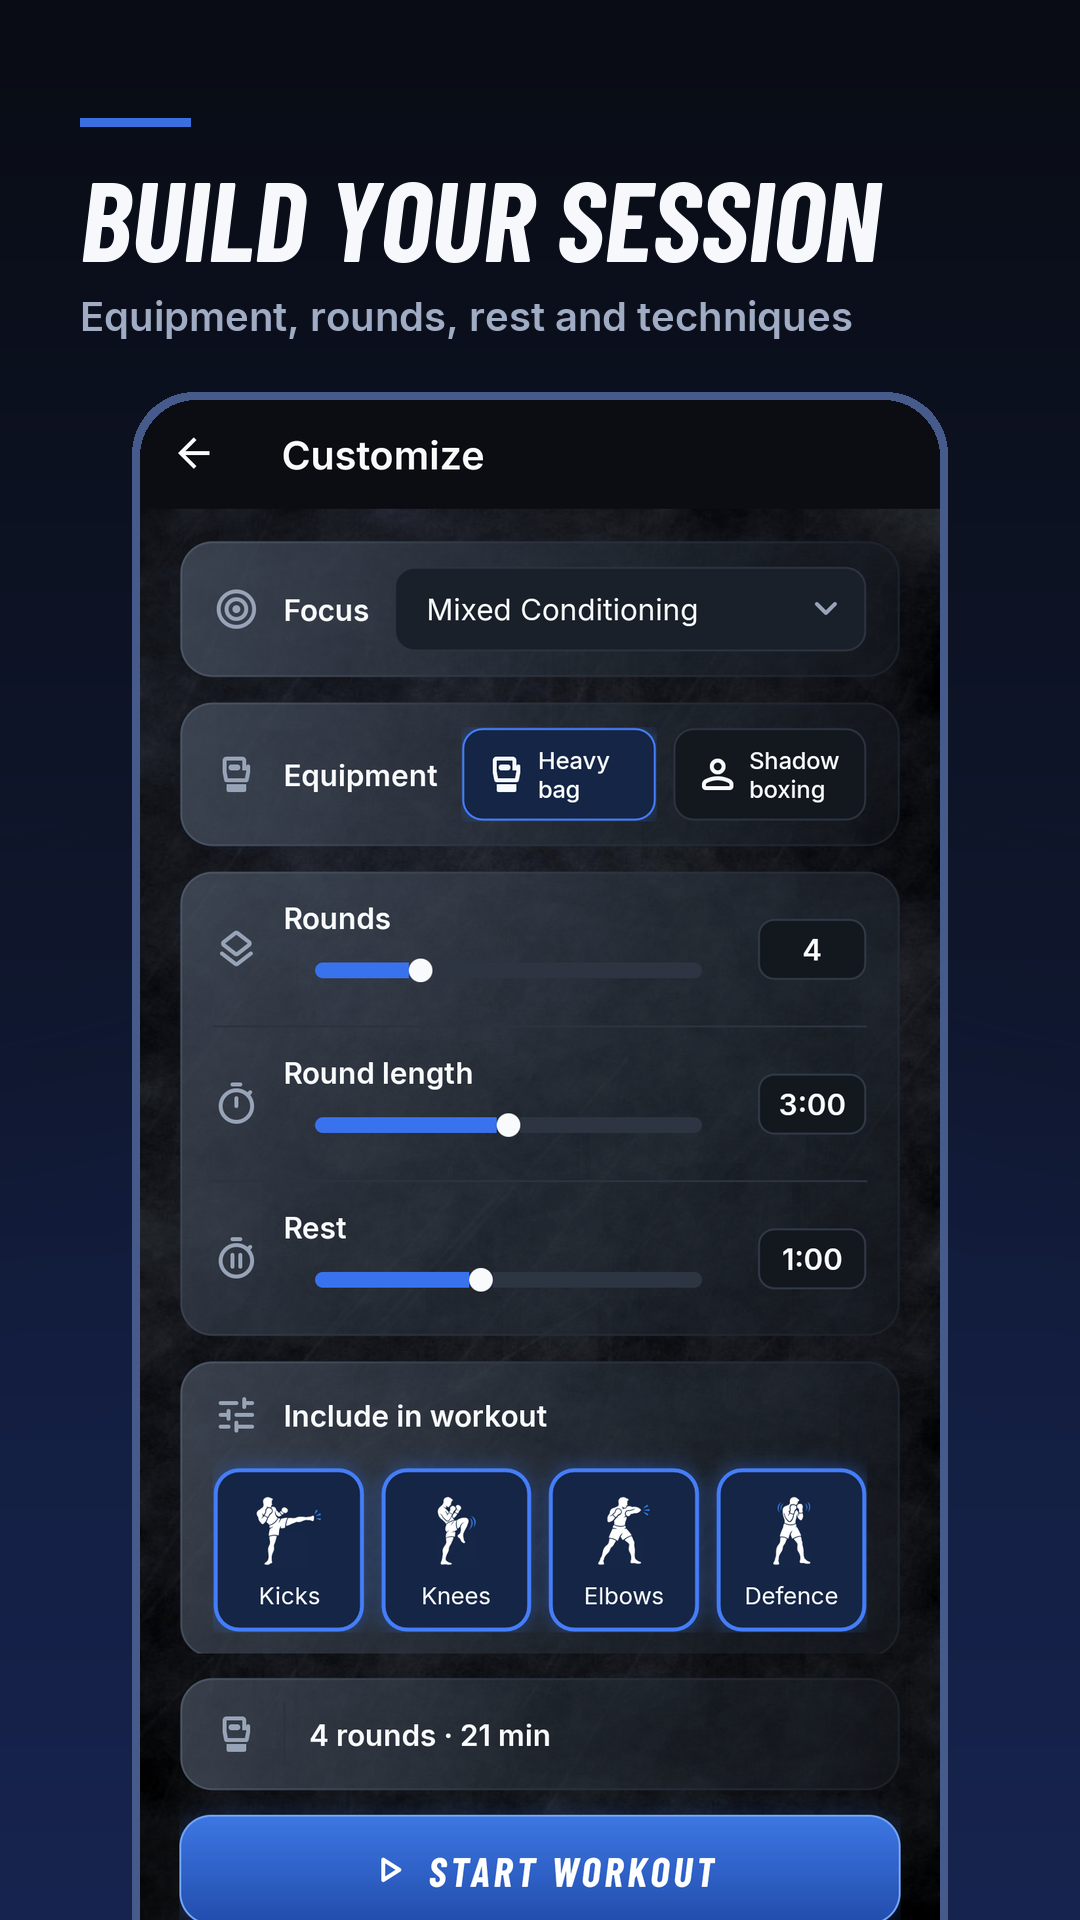 BUILD YOUR SESSION
Equipment, rounds, rest and techniques
Customize
Focus
Mixed Conditioning
Equipment
Heavy
bag
Shadow
boxing
Rounds
4
Round length
3:00
Rest
1:00
Include in workout
Kicks
Knees
Elbows
Defence
4 rounds · 21 min
START WORKOUT